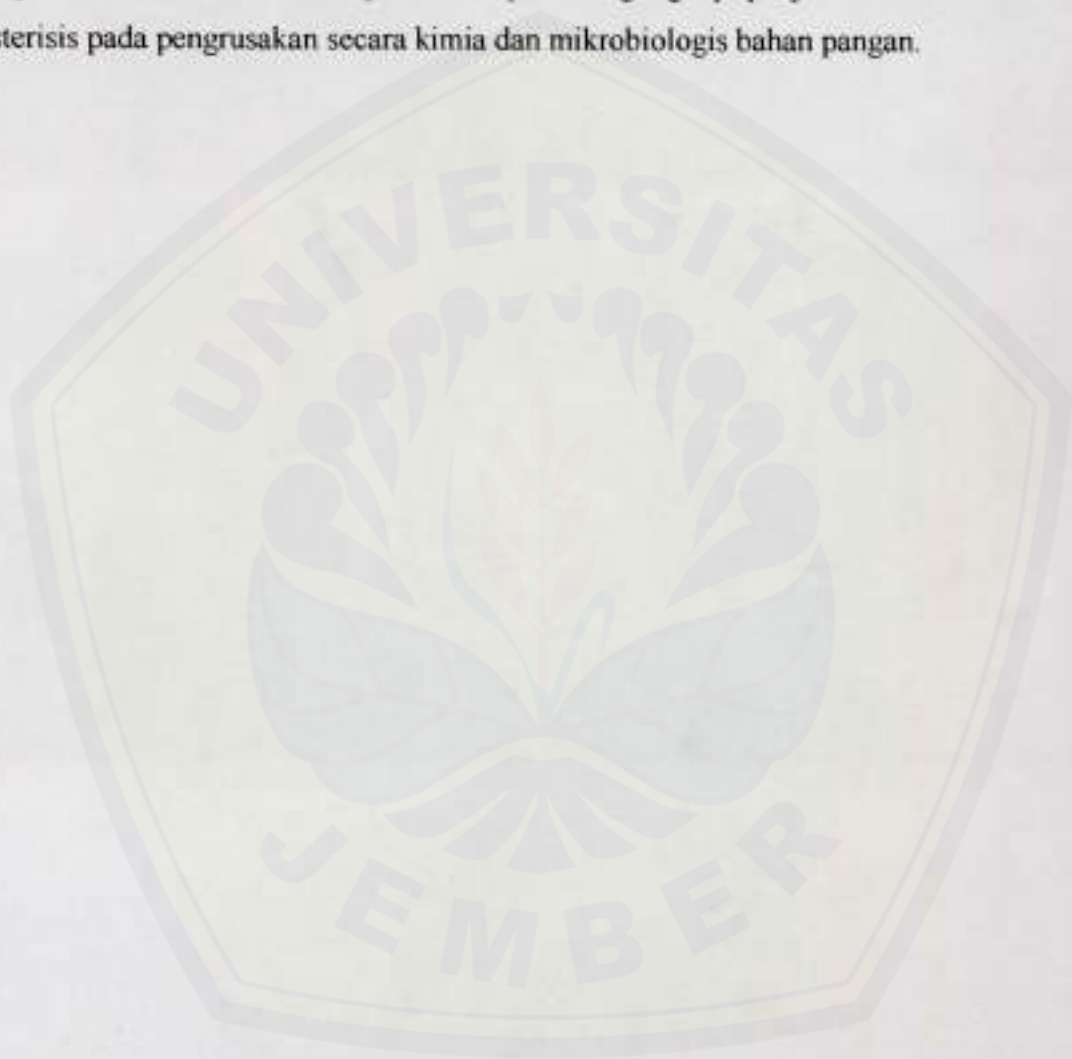 terisis pada pengrusakan secara kimia dan mikrobiologis bahan pangan.
UNIVERSITAS
JEMBER